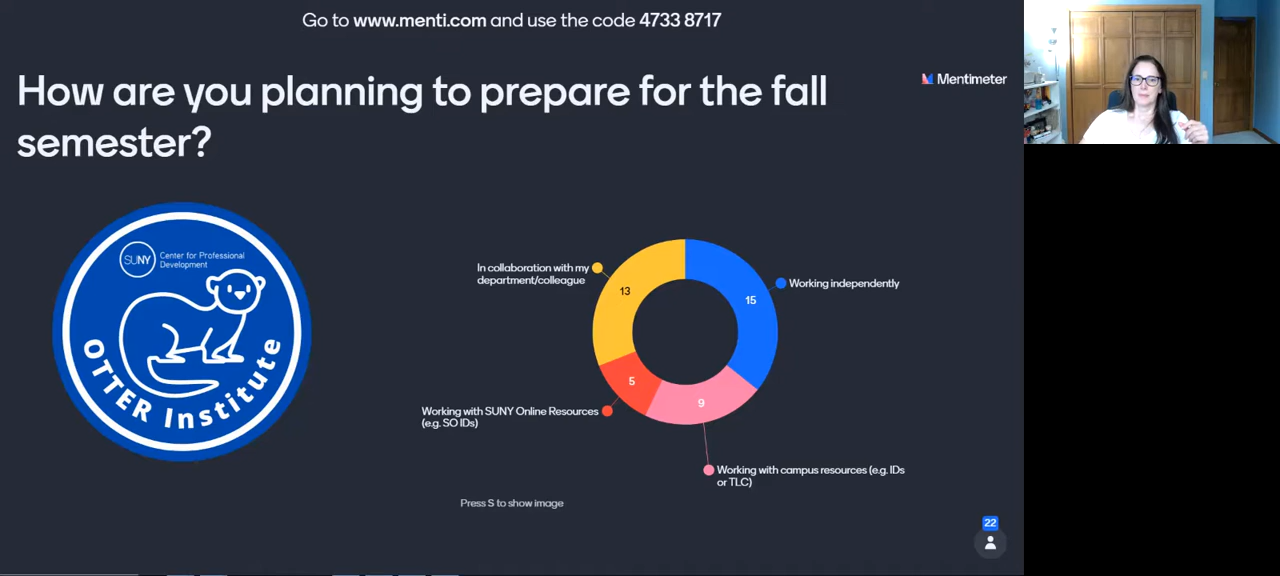 Go to www.menti.com and use the code 4733 8717
How are you planning to prepare for the fall
semester?
Mentimeter
SUNY
Center for Professional
Development
OTTER Institute
In collaboration with my
department/colleague
13
15
Working independently
5
9
Working with SUNY Online Resources
(e.g. SO IDs)
Working with campus resources (e.g. IDs
or TLC)
Press S to show image
22